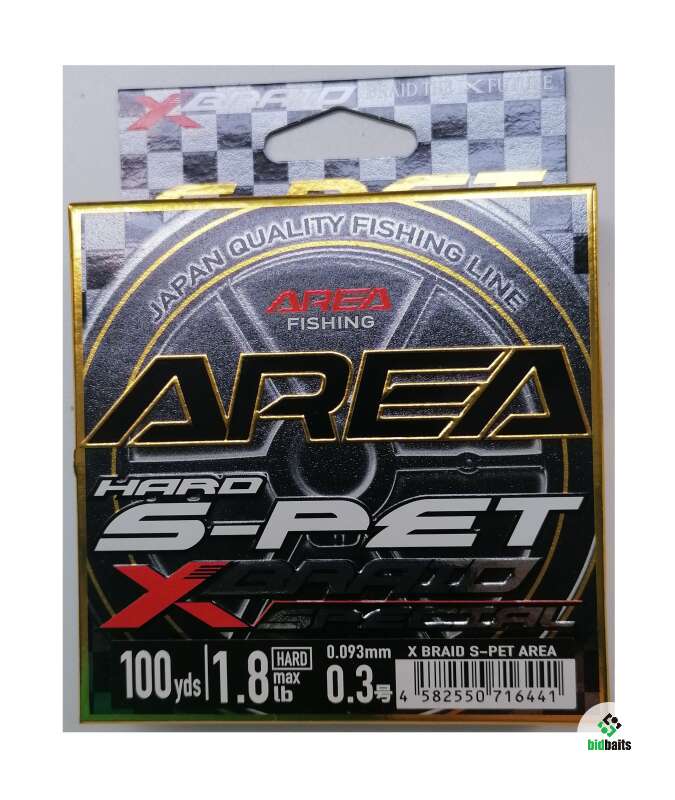 X BRAID BRAID THE X FUTURE
S-PET
JAPAN QUALITY FISHING LINE
AREA
FISHING
AREA
HARD
S-PET
X BRAID
SPECIAL
100yds 1.8 HARD max lb 0.093mm 0.3号
X BRAID S-PET AREA
4 582550 716441
bidbaits